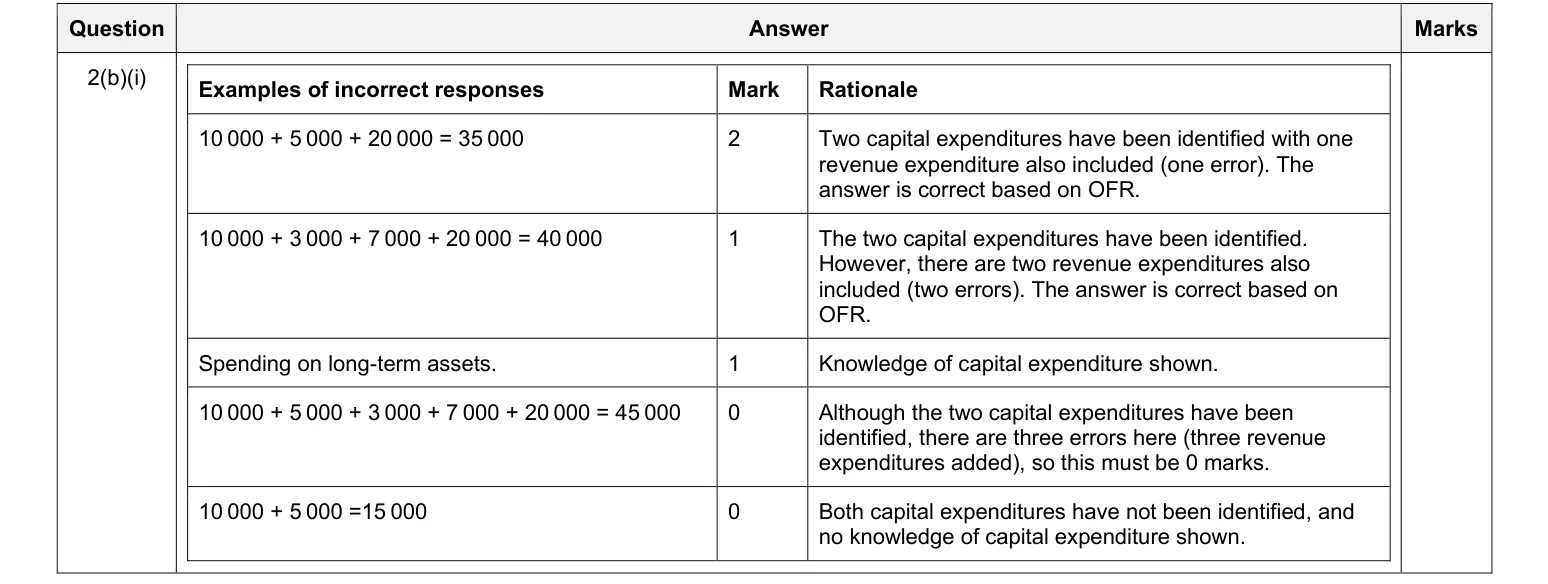 Question Answer Marks
2(b)(i)
Examples of incorrect responses Mark Rationale
10 000 + 5 000 + 20 000 = 35 000 2 Two capital expenditures have been identified with one
revenue expenditure also included (one error). The
answer is correct based on OFR.
10 000 + 3 000 + 7 000 + 20 000 = 40 000 1 The two capital expenditures have been identified.
However, there are two revenue expenditures also
included (two errors). The answer is correct based on
OFR.
Spending on long-term assets. 1 Knowledge of capital expenditure shown.
10 000 + 5 000 + 3 000 + 7 000 + 20 000 = 45 000 0 Although the two capital expenditures have been
identified, there are three errors here (three revenue
expenditures added), so this must be 0 marks.
10 000 + 5 000 =15 000 0 Both capital expenditures have not been identified, and
no knowledge of capital expenditure shown.